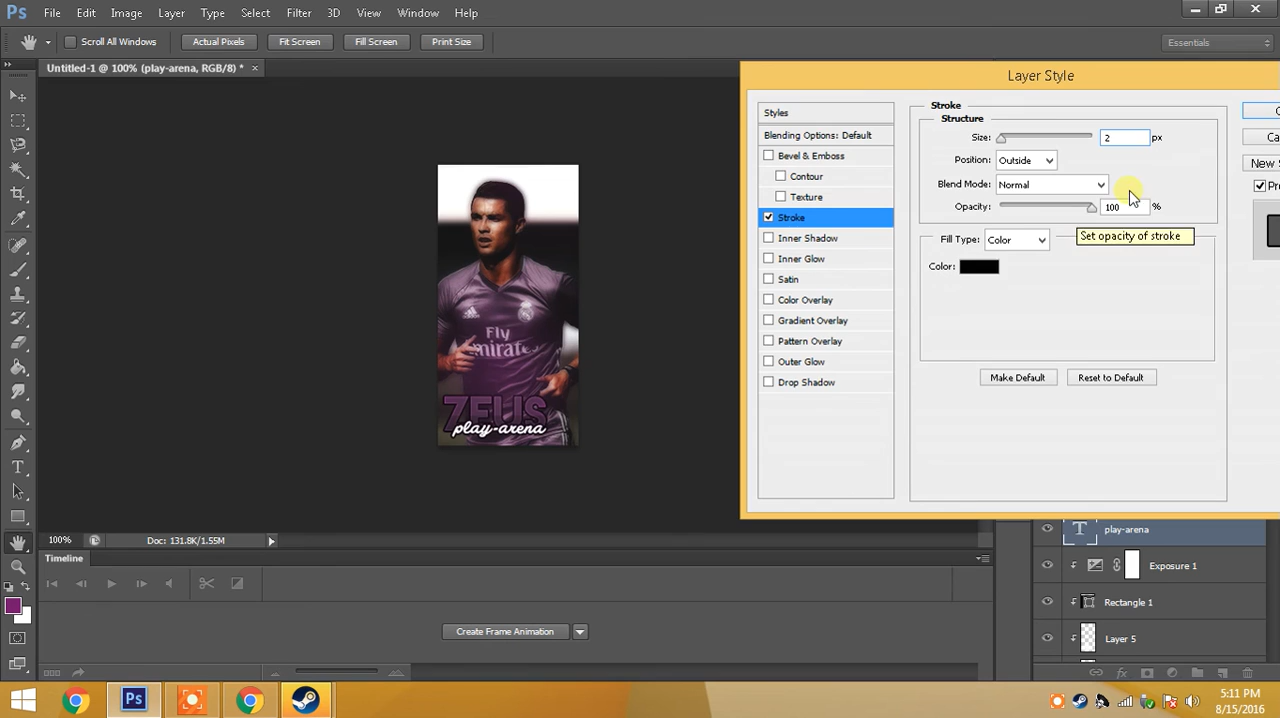 Ps File Edit Image Layer Type Select Filter 3D View Window Help
Scroll All Windows Actual Pixels Fit Screen Fill Screen Print Size Essentials
Untitled-1 @ 100% (play-arena, RGB/8) *
Layer Style
Styles
Blending Options: Default
Bevel & Emboss
Contour
Texture
Stroke
Inner Shadow
Inner Glow
Satin
Color Overlay
Gradient Overlay
Pattern Overlay
Outer Glow
Drop Shadow
Stroke
Structure
Size: 2 px
Position: Outside
Blend Mode: Normal
Opacity: 100 %
Set opacity of stroke
Fill Type: Color
Color:
Make Default Reset to Default
New S
Fly
Emirates
ZEUS
play-arena
100% Doc: 131.8K/1.55M
Timeline
Create Frame Animation
T play-arena
Exposure 1
Rectangle 1
Layer 5
fx
Ps
5:11 PM
8/15/2016